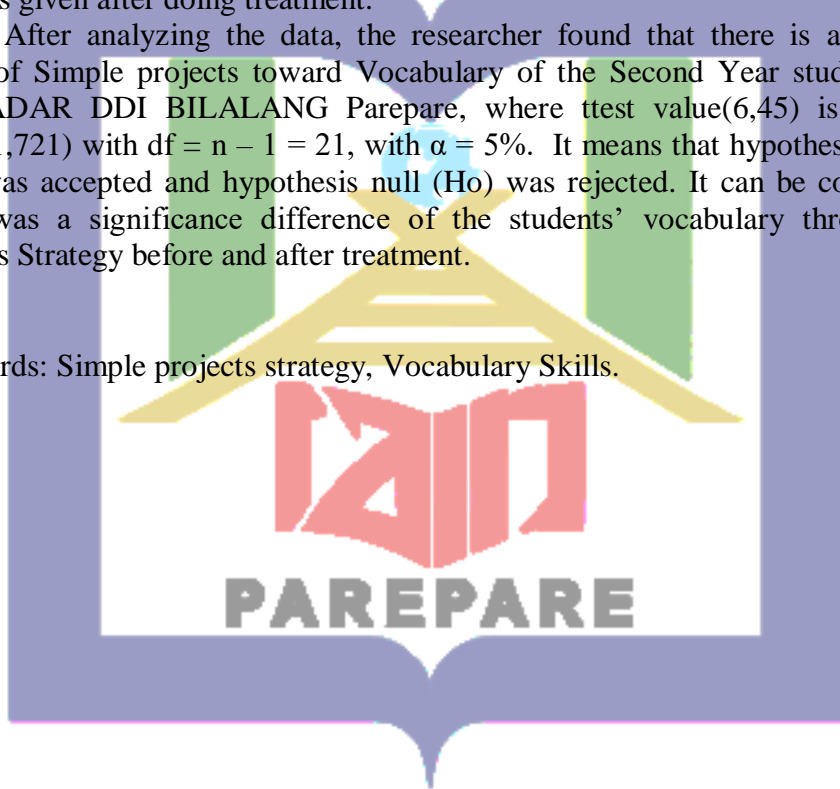 s given after doing treatment.
After analyzing the data, the researcher found that there is a
of Simple projects toward Vocabulary of the Second Year stud
ADAR DDI BILALANG Parepare, where ttest value(6,45) is
1,721) with df = n – 1 = 21, with α = 5%. It means that hypothes
was accepted and hypothesis null (Ho) was rejected. It can be co
was a significance difference of the students’ vocabulary thr
s Strategy before and after treatment.
rds: Simple projects strategy, Vocabulary Skills.
iain
PAREPARE